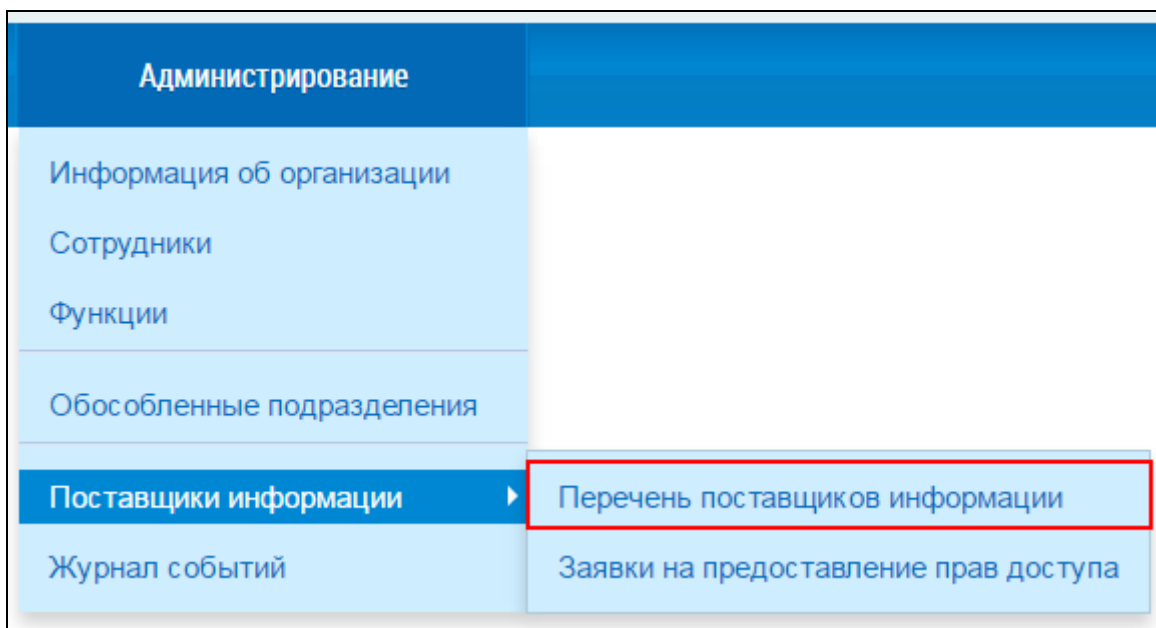 Администрирование
Информация об организации
Сотрудники
Функции
Обособленные подразделения
Поставщики информации
Перечень поставщиков информации
Журнал событий
Заявки на предоставление прав доступа